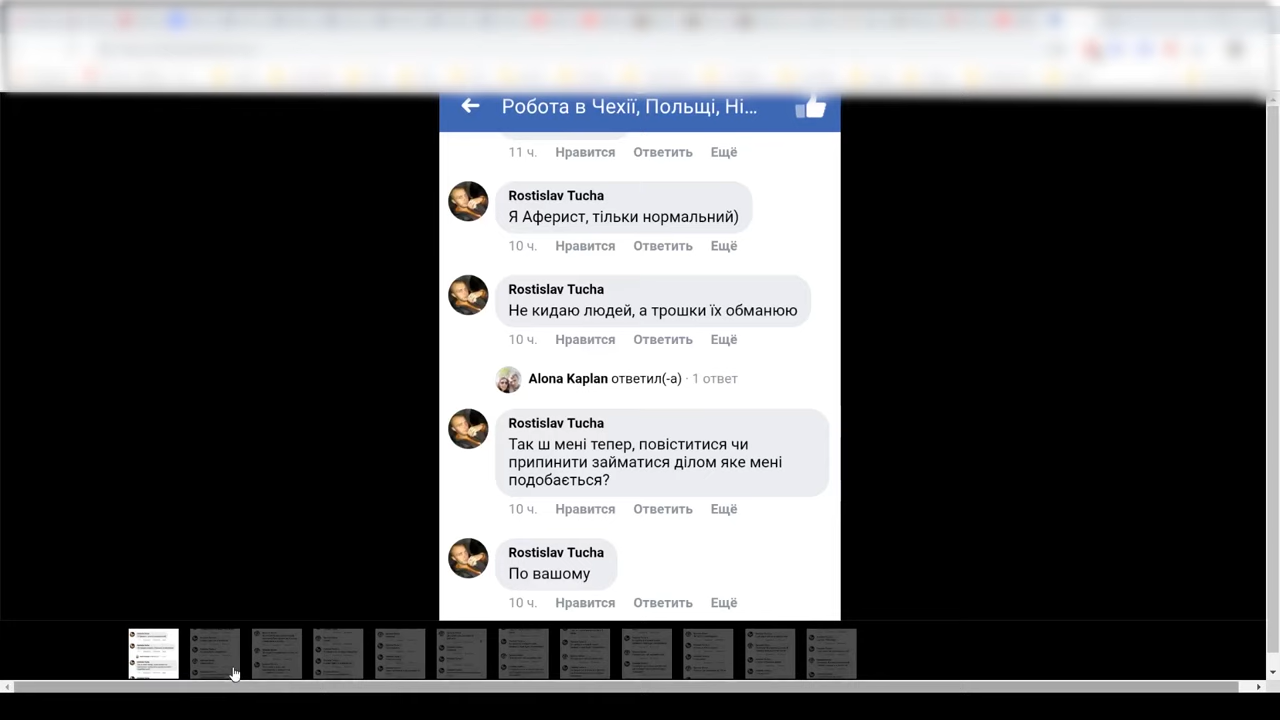 Робота в Чехії, Польщі, Ні...
11 ч. Нравится Ответить Ещё
Rostislav Tucha
Я Аферист, тільки нормальний)
10 ч. Нравится Ответить Ещё
Rostislav Tucha
Не кидаю людей, а трошки їх обманюю
10 ч. Нравится Ответить Ещё
Alona Kaplan ответил(-а) · 1 ответ
Rostislav Tucha
Так ш мені тепер, повіститися чи
припинити займатися ділом яке мені
подобається?
10 ч. Нравится Ответить Ещё
Rostislav Tucha
По вашому
10 ч. Нравится Ответить Ещё